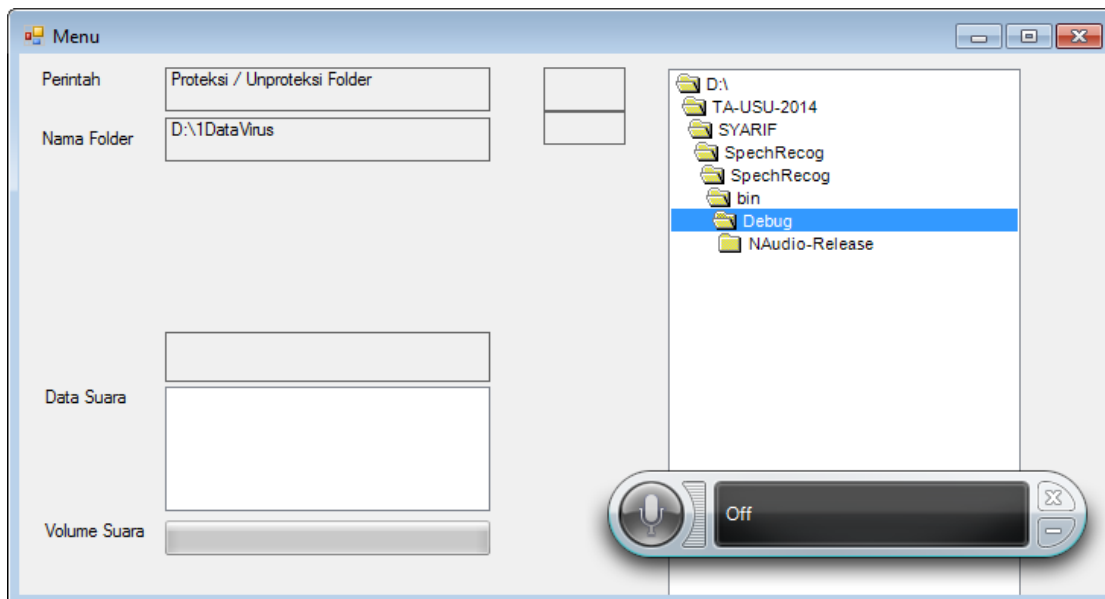 Menu
Perintah
Proteksi / Unproteksi Folder
Nama Folder
D:\1DataVirus
Data Suara
Volume Suara
D:\
TA-USU-2014
SYARIF
SpechRecog
SpechRecog
bin
Debug
NAudio-Release
Off